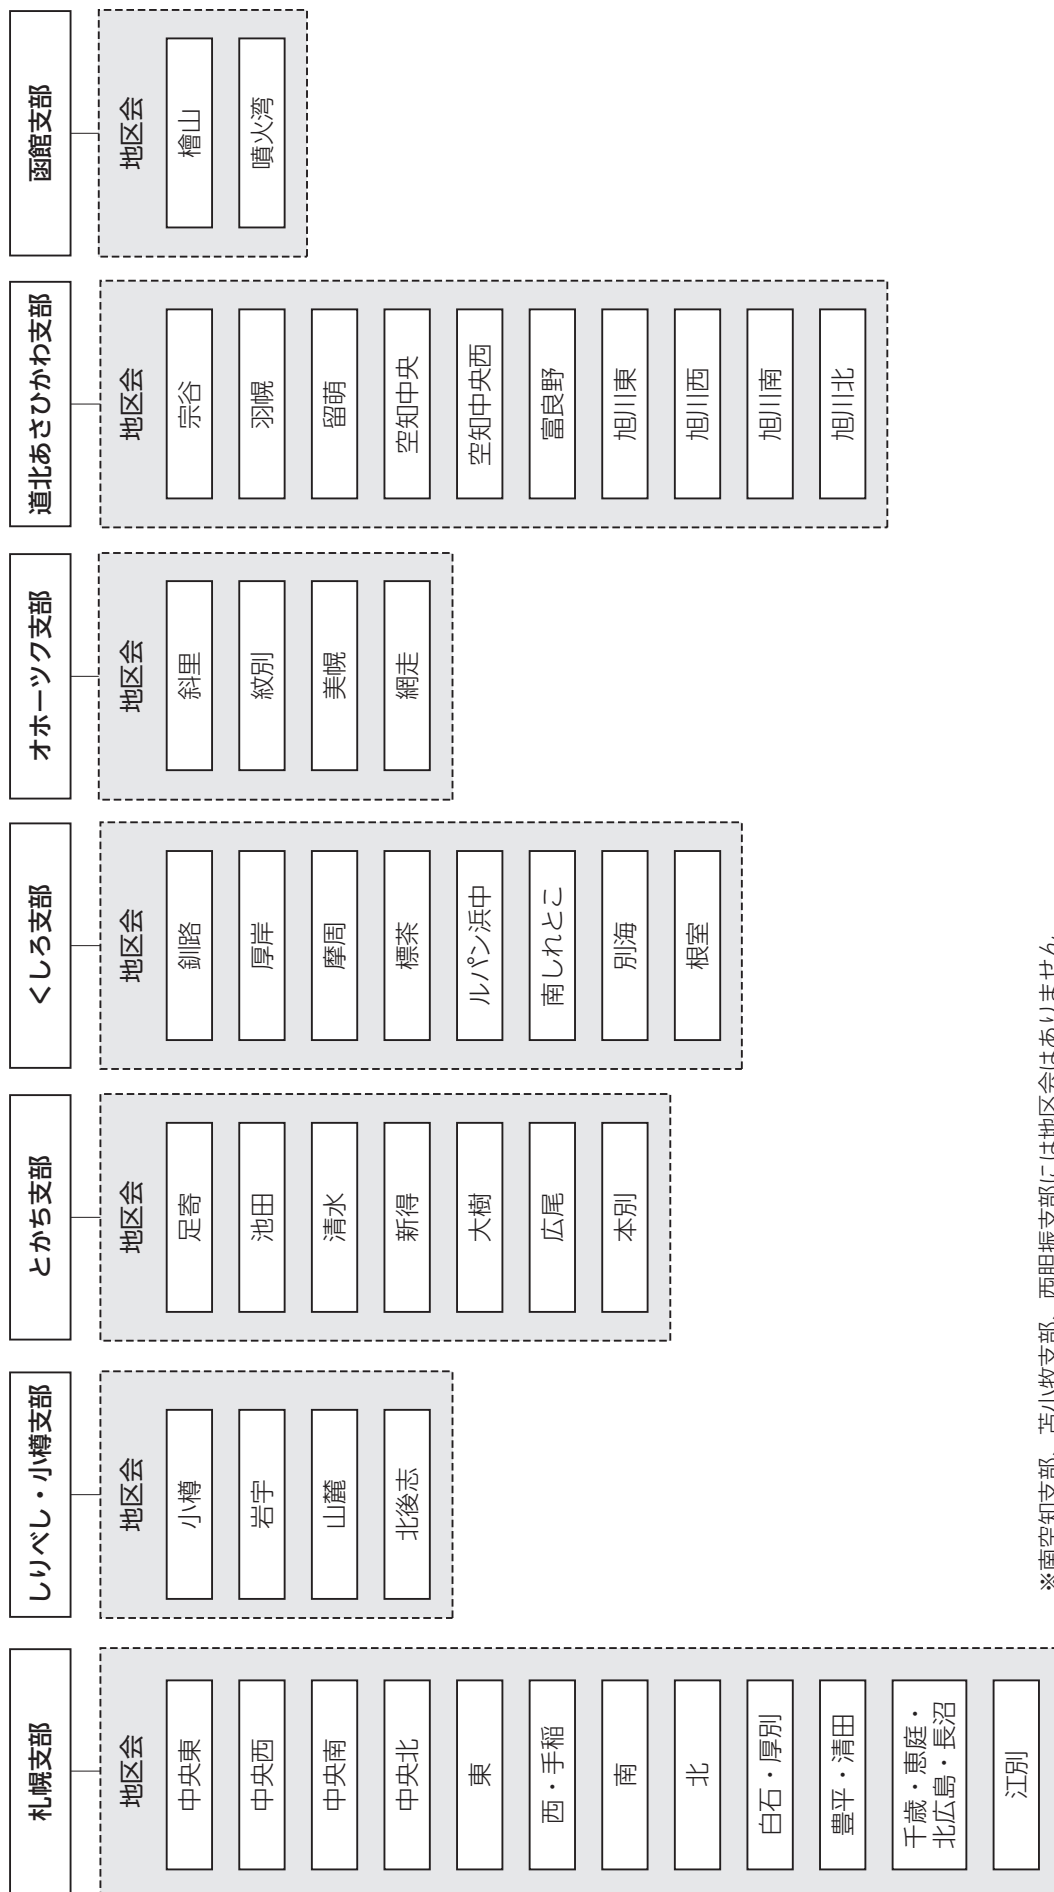 札幌支部
地区会
中央東
中央西
中央南
中央北
東
西・手稲
南
北
白石・厚別
豊平・清田
千歳・恵庭・
北広島・長沼
江別
しりべし・小樽支部
地区会
小樽
岩宇
山麓
北後志
とかち支部
地区会
足寄
池田
清水
新得
大樹
広尾
本別
くしろ支部
地区会
釧路
厚岸
摩周
標茶
ルパン浜中
南しれとこ
別海
根室
オホーツク支部
地区会
斜里
紋別
美幌
網走
道北あさひかわ支部
地区会
宗谷
羽幌
留萌
空知中央
空知中央西
富良野
旭川東
旭川西
旭川南
旭川北
函館支部
地区会
檜山
噴火湾
※南空知支部、苫小牧支部、西胆振支部には地区会はありません。